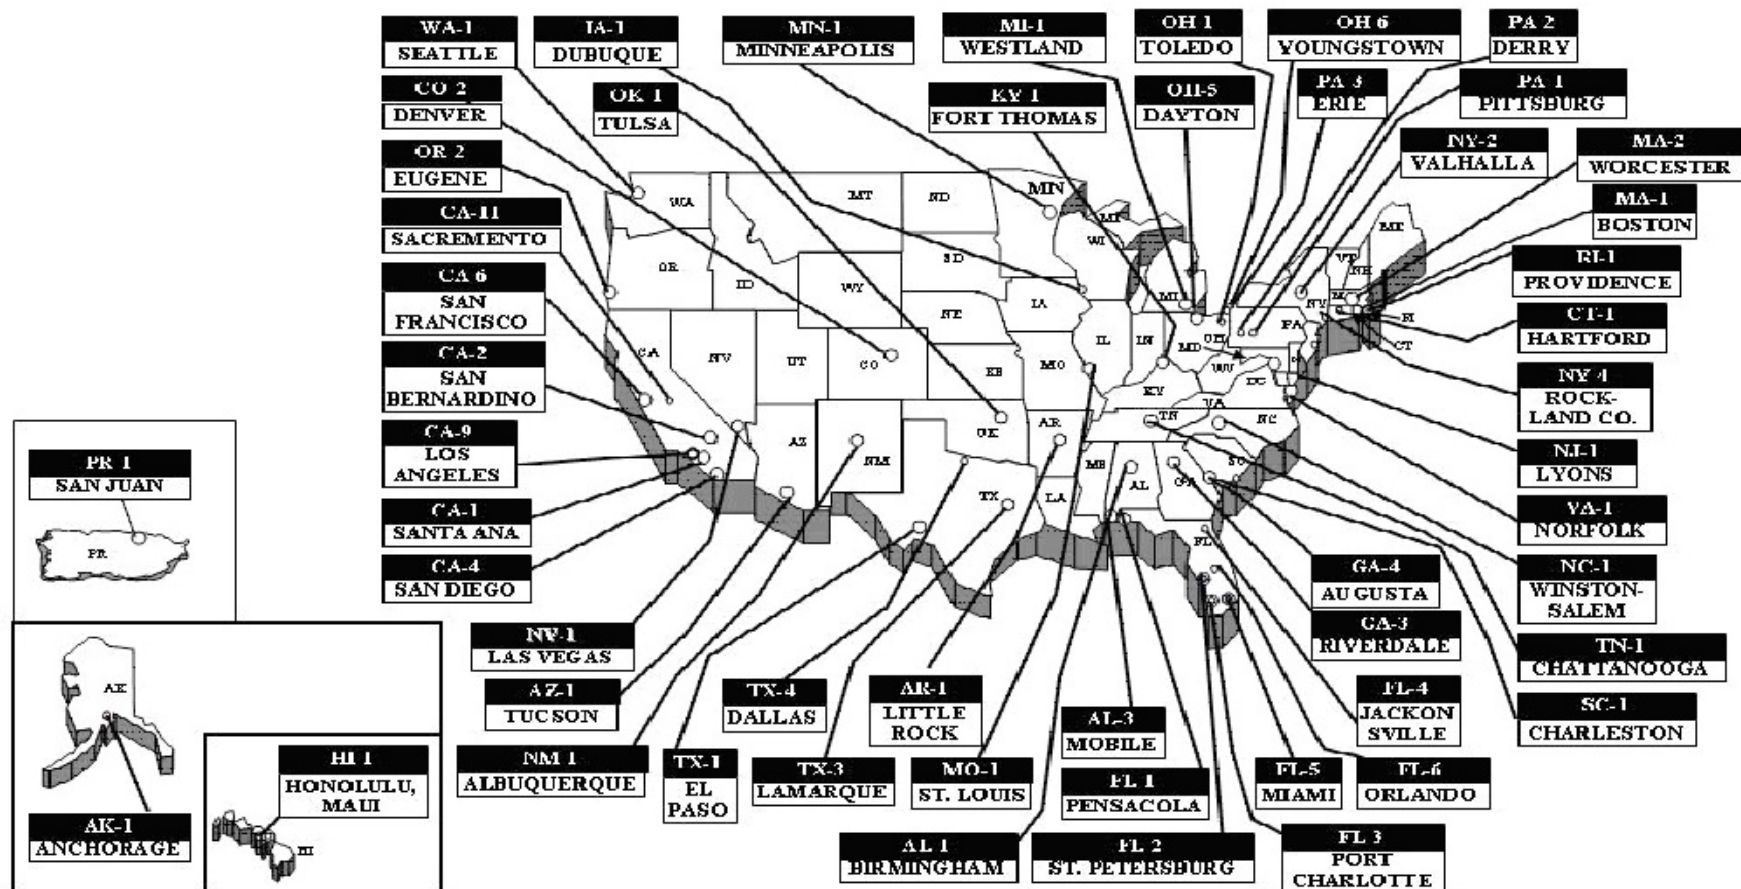 WA-1
SEATTLE
IA-1
DUBUQUE
MN-1
MINNEAPOLIS
MI-1
WESTLAND
OH 1
TOLEDO
OH 6
YOUNGSTOWN
PA 2
DERRY
CO 2
DENVER
OK 1
TULSA
KY 1
FORT THOMAS
OH-5
DAYTON
PA 3
ERIE
PA 1
PITTSBURG
OR 2
EUGENE
NY-2
VALHALLA
MA-2
WORCESTER
CA-11
SACREMENTO
MA-1
BOSTON
CA 6
SAN
FRANCISCO
RI-1
PROVIDENCE
CT-1
HARTFORD
CA-2
SAN
BERNARDINO
NY 4
ROCK-
LAND CO.
CA-9
LOS
ANGELES
NJ-1
LYONS
CA-1
SANTA ANA
VA-1
NORFOLK
CA-4
SAN DIEGO
NC-1
WINSTON-
SALEM
PR 1
SAN JUAN
PR
GA-4
AUGUSTA
GA-3
RIVERDALE
NV-1
LAS VEGAS
TN-1
CHATTANOOGA
AZ-1
TUCSON
TX-4
DALLAS
AR-1
LITTLE
ROCK
AL-3
MOBILE
FL-4
JACKON
SVILLE
SC-1
CHARLESTON
NM 1
ALBUQUERQUE
TX-1
EL
PASO
TX-3
LAMARQUE
MO-1
ST. LOUIS
FL 1
PENSACOLA
FL-5
MIAMI
FL-6
ORLANDO
AL 1
BIRMINGHAM
FL 2
ST. PETERSBURG
FL 3
PORT
CHARLOTTE
AK
AK-1
ANCHORAGE
HI 1
HONOLULU,
MAUI
HI
WA
MT
ND
MN
MI
WI
ME
VT
NH
OR
ID
WY
SD
IA
MI
NY
RI
CT
NE
PA
CA
NV
UT
CO
MO
IL
IN
OH
MD
WV
DC
KY
VA
AZ
NM
OK
AR
TN
NC
SC
TX
LA
AL
GA
FL